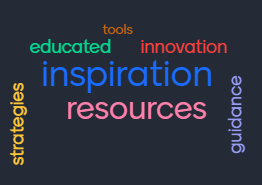 tools
educated innovation
inspiration
resources
strategies
guidance